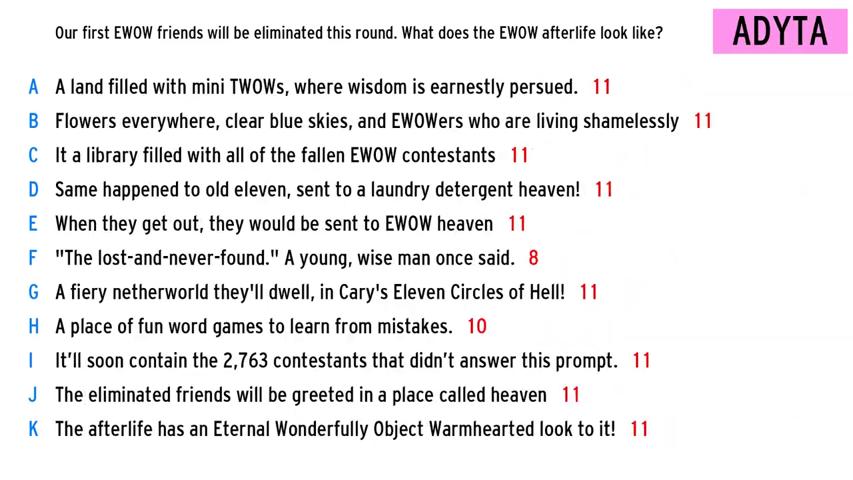 Our first EWOW friends will be eliminated this round. What does the EWOW afterlife look like?
ADYTA
A A land filled with mini TWOWs, where wisdom is earnestly persued. 11
B Flowers everywhere, clear blue skies, and EWOWers who are living shamelessly 11
C It a library filled with all of the fallen EWOW contestants 11
D Same happened to old eleven, sent to a laundry detergent heaven! 11
E When they get out, they would be sent to EWOW heaven 11
F "The lost-and-never-found." A young, wise man once said. 8
G A fiery netherworld they'll dwell, in Cary's Eleven Circles of Hell! 11
H A place of fun word games to learn from mistakes. 10
I It’ll soon contain the 2,763 contestants that didn’t answer this prompt. 11
J The eliminated friends will be greeted in a place called heaven 11
K The afterlife has an Eternal Wonderfully Object Warmhearted look to it! 11